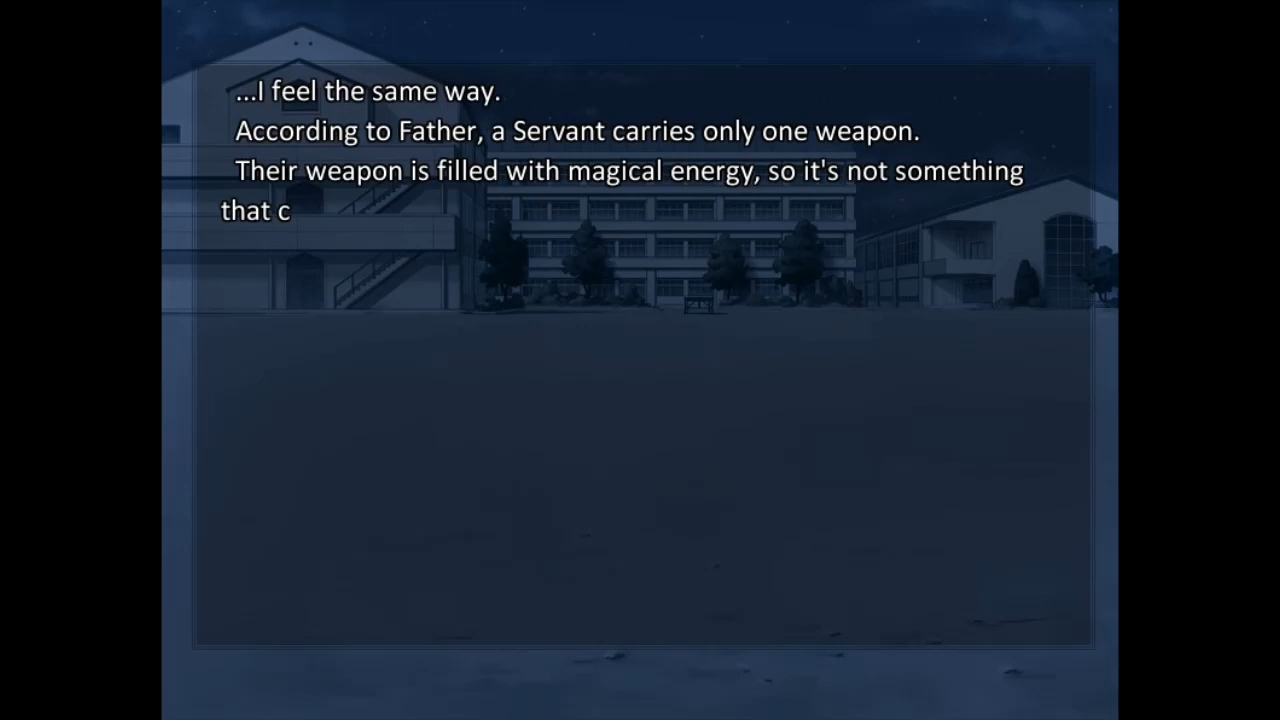 ...I feel the same way.
According to Father, a Servant carries only one weapon.
Their weapon is filled with magical energy, so it's not something
that c